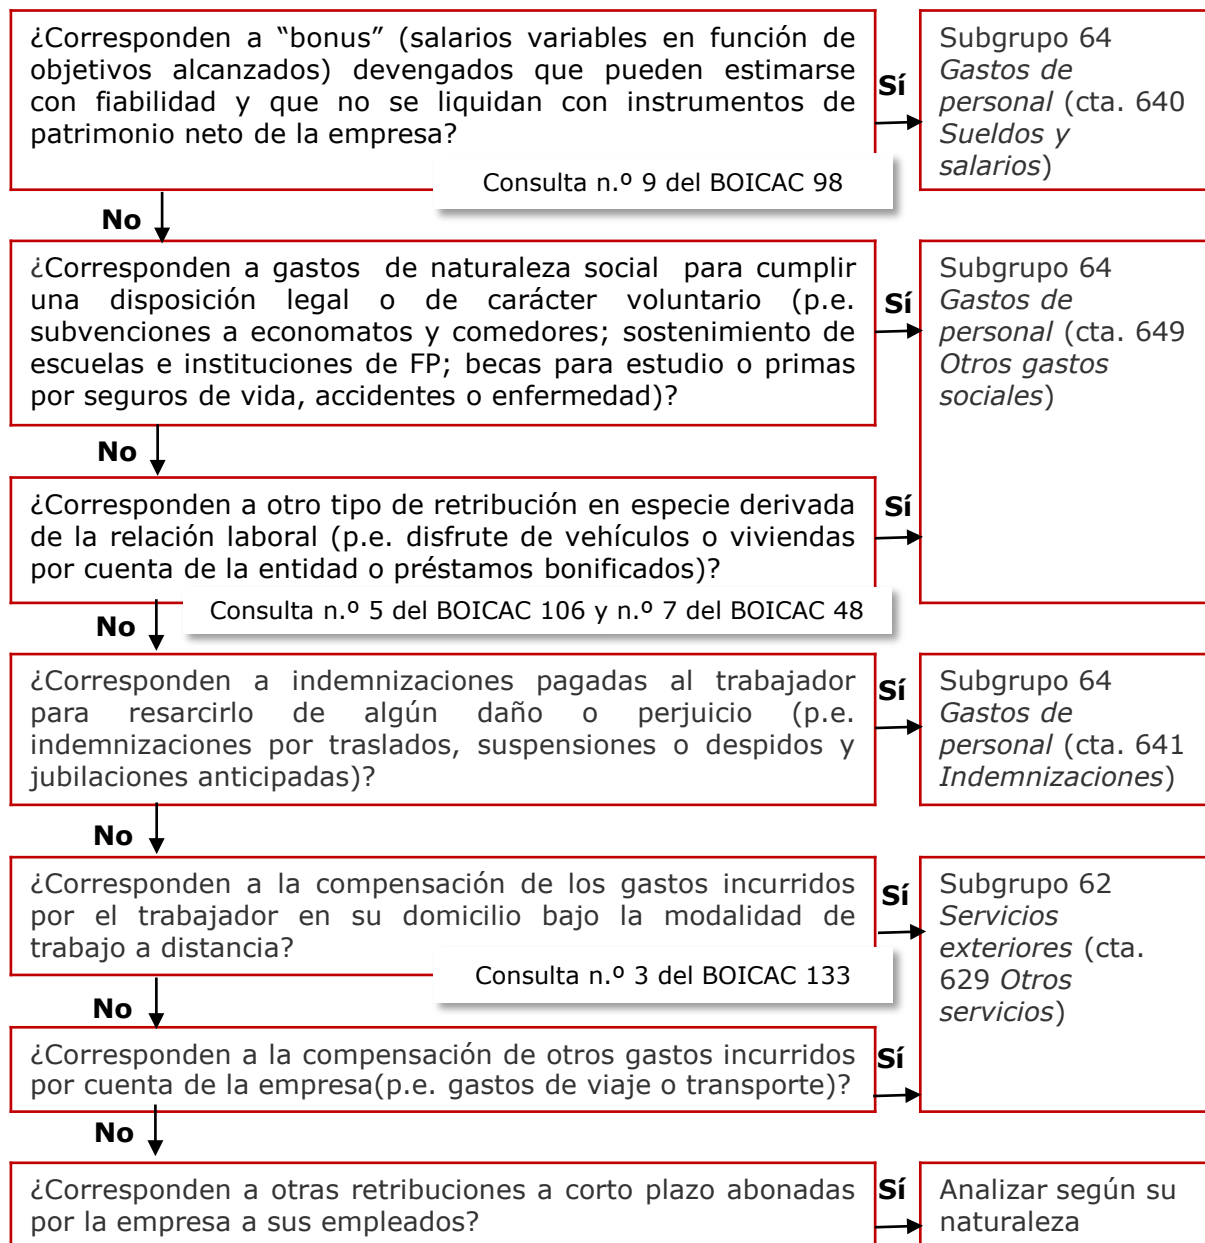 ¿Corresponden a “bonus” (salarios variables en función de
objetivos alcanzados) devengados que pueden estimarse
con fiabilidad y que no se liquidan con instrumentos de
patrimonio neto de la empresa?
Consulta n.º 9 del BOICAC 98
Sí
Subgrupo 64
Gastos de
personal (cta. 640
Sueldos y
salarios)
No
¿Corresponden a gastos de naturaleza social para cumplir
una disposición legal o de carácter voluntario (p.e.
subvenciones a economatos y comedores; sostenimiento de
escuelas e instituciones de FP; becas para estudio o primas
por seguros de vida, accidentes o enfermedad)?
Sí
Subgrupo 64
Gastos de
personal (cta. 649
Otros gastos
sociales)
No
¿Corresponden a otro tipo de retribución en especie derivada
de la relación laboral (p.e. disfrute de vehículos o viviendas
por cuenta de la entidad o préstamos bonificados)?
Sí
Consulta n.º 5 del BOICAC 106 y n.º 7 del BOICAC 48
No
¿Corresponden a indemnizaciones pagadas al trabajador
para resarcirlo de algún daño o perjuicio (p.e.
indemnizaciones por traslados, suspensiones o despidos y
jubilaciones anticipadas)?
Sí
Subgrupo 64
Gastos de
personal (cta. 641
Indemnizaciones)
No
¿Corresponden a la compensación de los gastos incurridos
por el trabajador en su domicilio bajo la modalidad de
trabajo a distancia?
Consulta n.º 3 del BOICAC 133
Sí
Subgrupo 62
Servicios
exteriores (cta.
629 Otros
servicios)
No
¿Corresponden a la compensación de otros gastos incurridos
por cuenta de la empresa(p.e. gastos de viaje o transporte)?
Sí
No
¿Corresponden a otras retribuciones a corto plazo abonadas
por la empresa a sus empleados?
Sí
Analizar según su
naturaleza